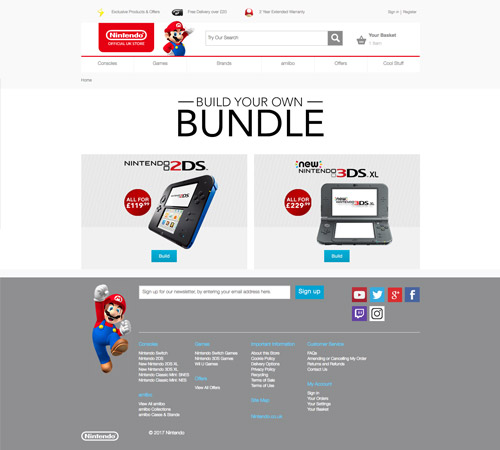 Exclusive Products & Offers
Free Delivery over £20
2 Year Extended Warranty
Sign in | Register
Nintendo
OFFICIAL UK STORE
Try Our Search
Your Basket
Consoles Games Brands amiibo Offers Cool Stuff
Home
BUILD YOUR OWN
BUNDLE
NINTENDO 2DS
ALL FOR
£119.99
Build
new
NINTENDO 3DS XL
ALL FOR
£229.99
Build
Sign up for our newsletter, by entering your email address here.
Sign up
Consoles
Nintendo Switch
Nintendo 2DS
New Nintendo 2DS XL
New Nintendo 3DS XL
Nintendo Classic Mini: SNES
Nintendo Classic Mini: NES
amiibo
View All amiibo
amiibo Collections
amiibo Cases & Stands
Games
Nintendo Switch Games
Nintendo 3DS Games
Wii U Games
Offers
View All Offers
Important Information
About this Store
Cookie Policy
Delivery Options
Privacy Policy
Recycling
Terms of Sale
Terms of Use
Site Map
Nintendo.co.uk
Customer Service
FAQs
Amending or Cancelling My Order
Returns and Refunds
Contact Us
My Account
Sign in
Your Orders
Your Settings
Your Basket
Nintendo
© 2017 Nintendo